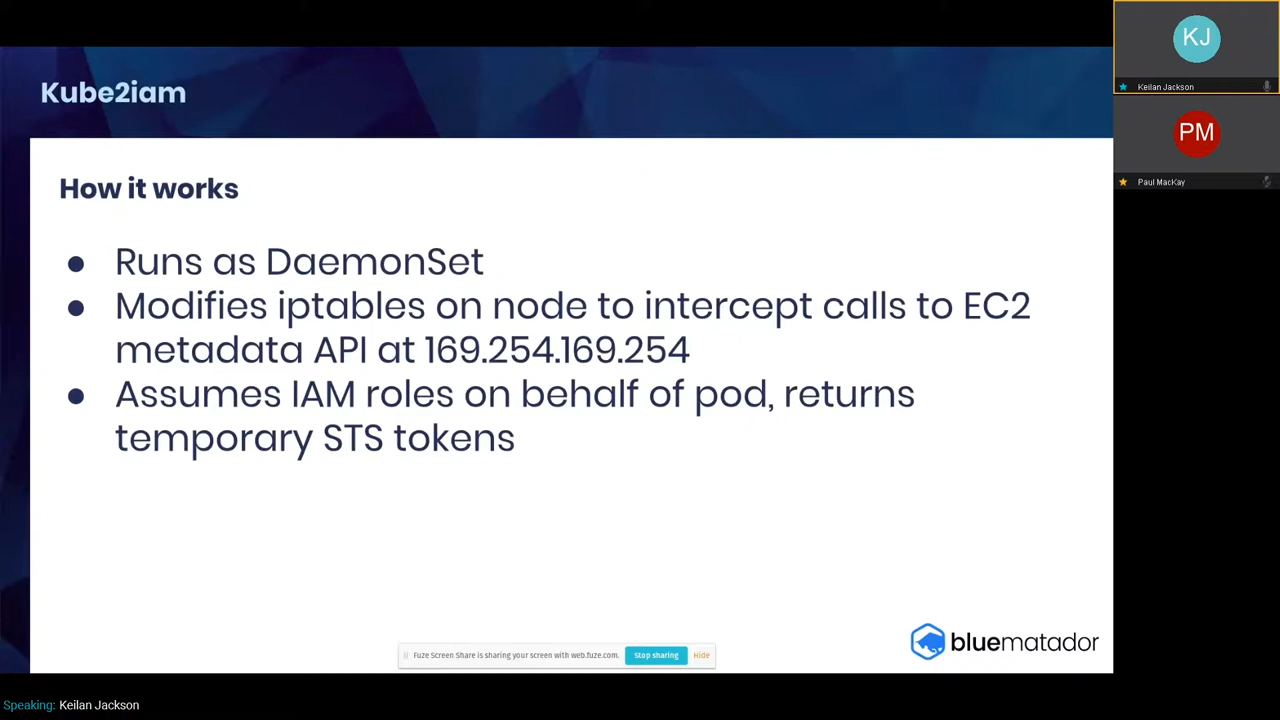 Kube2iam
How it works
● Runs as DaemonSet
● Modifies iptables on node to intercept calls to EC2
metadata API at 169.254.169.254
● Assumes IAM roles on behalf of pod, returns
temporary STS tokens
bluematador
Fuze Screen Share is sharing your screen with web.fuze.com.
Stop sharing
Hide
KJ
Keilan Jackson
PM
Paul MacKay
Speaking: Keilan Jackson